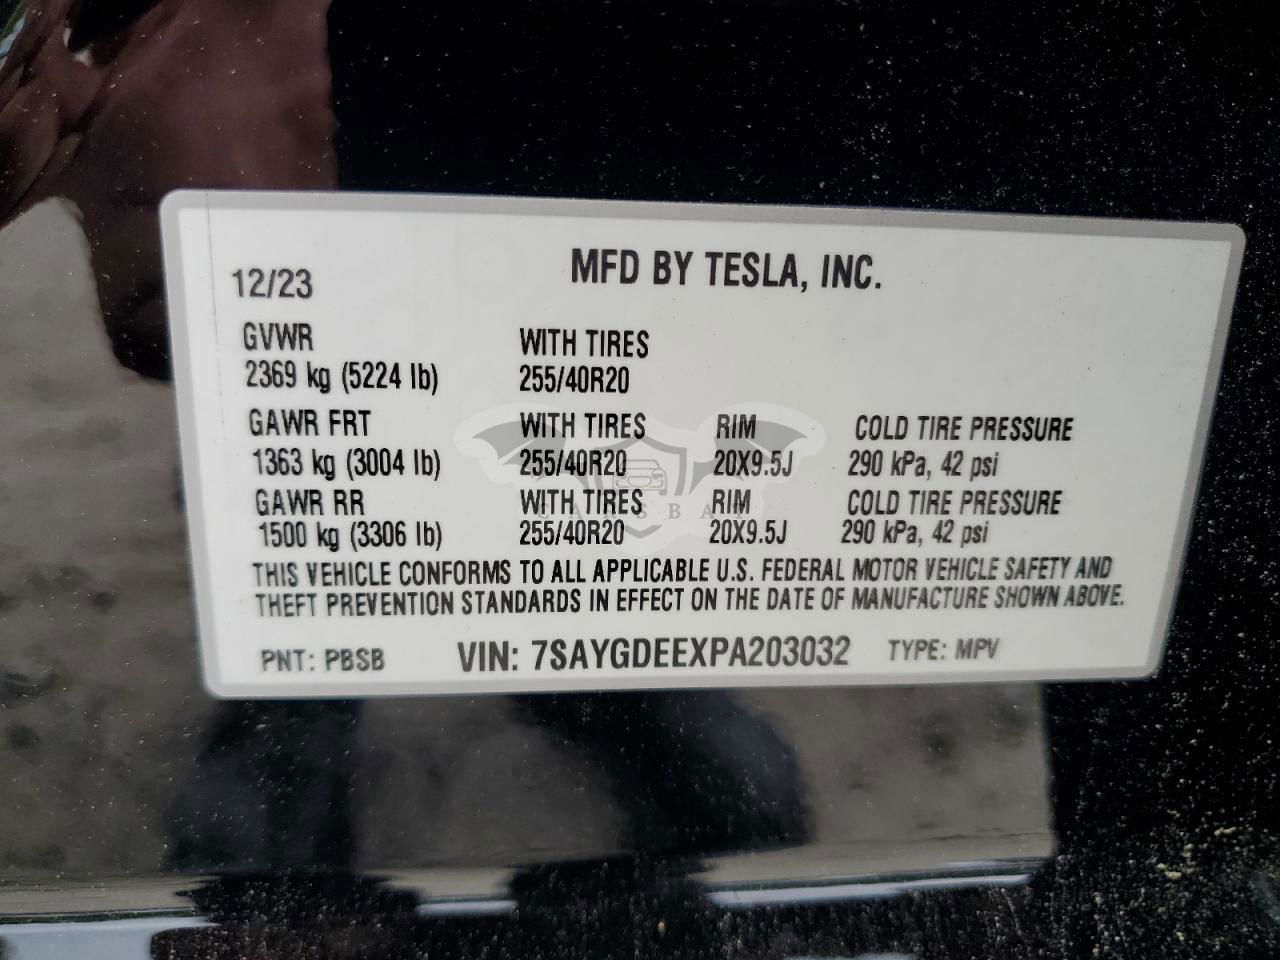 12/23 MFD BY TESLA, INC.
GVWR WITH TIRES
2369 kg (5224 lb) 255/40R20
GAWR FRT WITH TIRES RIM COLD TIRE PRESSURE
1363 kg (3004 lb) 255/40R20 20X9.5J 290 kPa, 42 psi
GAWR RR WITH TIRES RIM COLD TIRE PRESSURE
CARSBAT
1500 kg (3306 lb) 255/40R20 20X9.5J 290 kPa, 42 psi
THIS VEHICLE CONFORMS TO ALL APPLICABLE U.S. FEDERAL MOTOR VEHICLE SAFETY AND
THEFT PREVENTION STANDARDS IN EFFECT ON THE DATE OF MANUFACTURE SHOWN ABOVE.
PNT: PBSB VIN: 7SAYGDEEXPA203032 TYPE: MPV